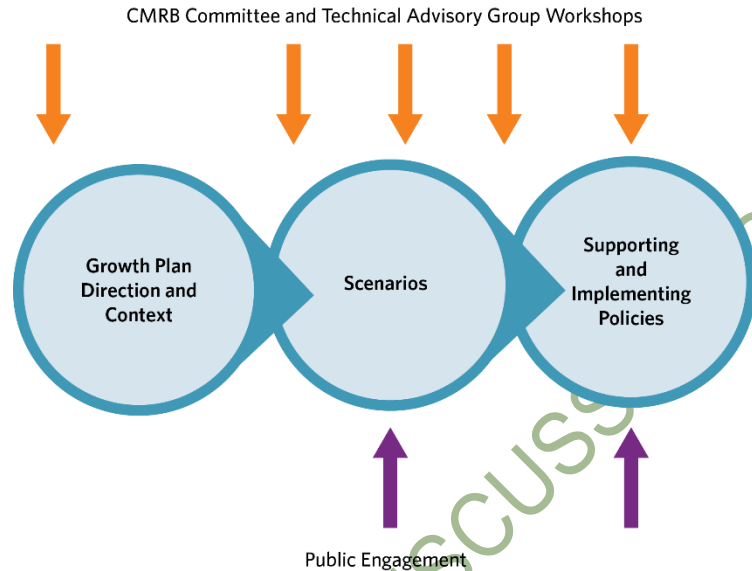 CMRB Committee and Technical Advisory Group Workshops
Growth Plan
Direction and
Context
Scenarios
Supporting
and
Implementing
Policies
Public Engagement